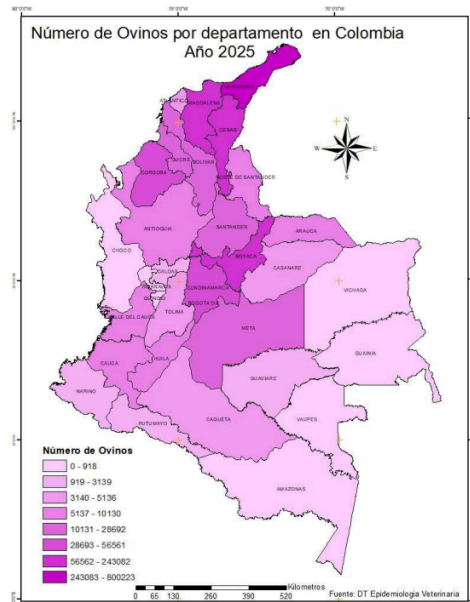 Número de Ovinos por departamento en Colombia
Año 2025
ATLANTICO
MAGDALENA
CESAR
SUCRE
BOLIVAR
CORDOBA
NORTE DE SANTANDER
ANTIOQUIA
SANTANDER
ARAUCA
CHOCO
BOYACA
CASANARE
CALDAS
CUNDINAMARCA
VICHADA
QUINDIO
BOGOTA D.C.
TOLIMA
VALLE DEL CAUCA
META
GUAINIA
HUILA
CAUCA
GUAVIARE
NARIÑO
VAUPES
CAQUETA
PUTUMAYO
AMAZONAS
N
W
E
S
Número de Ovinos
0 - 918
919 - 3139
3140 - 5136
5137 - 10130
10131 - 28692
28693 - 56561
56562 - 243082
243083 - 800223
Kilometros
0 65 130 260 390 520
Fuente: DT Epidemiologia Veterinaria